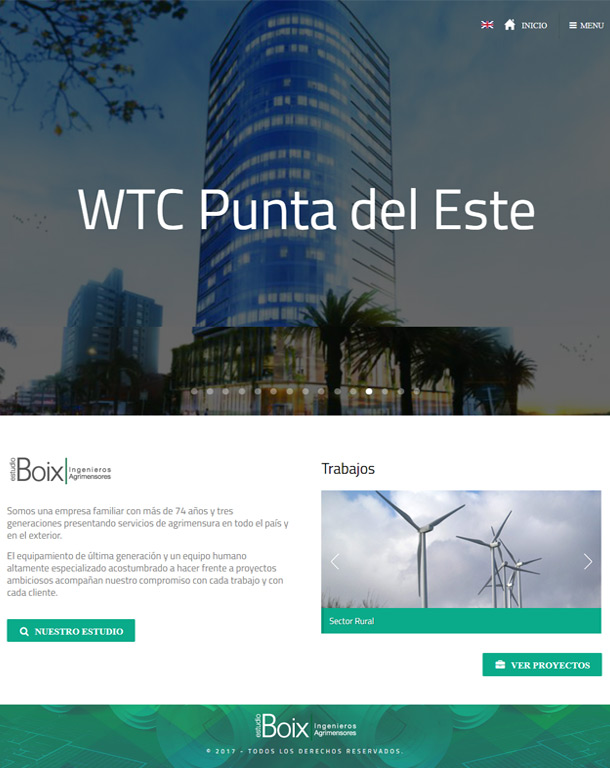 INICIO
MENU
WTC Punta del Este
estudio
Boix
Ingenieros
Agrimensores
Somos una empresa familiar con más de 74 años y tres
generaciones presentando servicios de agrimensura en todo el país y
en el exterior.
El equipamiento de última generación y un equipo humano
altamente especializado acostumbrado a hacer frente a proyectos
ambiciosos acompañan nuestro compromiso con cada trabajo y con
cada cliente.
NUESTRO ESTUDIO
Trabajos
Sector Rural
VER PROYECTOS
estudio
Boix
Ingenieros
Agrimensores
© 2017 - TODOS LOS DERECHOS RESERVADOS.